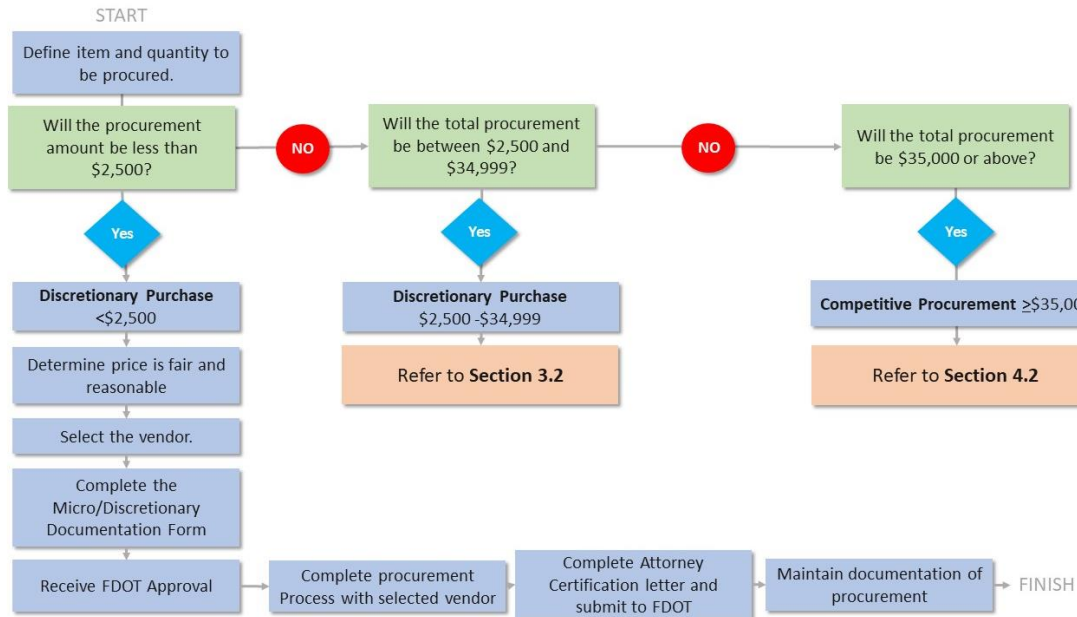 START
Define item and quantity to
be procured.
Will the procurement
amount be less than
$2,500?
NO
Will the total procurement
be between $2,500 and
$34,999?
NO
Will the total procurement
be $35,000 or above?
Yes
Yes
Yes
Discretionary Purchase
<$2,500
Discretionary Purchase
$2,500 -$34,999
Competitive Procurement ≥$35,00
Determine price is fair and
reasonable
Refer to Section 3.2
Refer to Section 4.2
Select the vendor.
Complete the
Micro/Discretionary
Documentation Form
Receive FDOT Approval
Complete procurement
Process with selected vendor
Complete Attorney
Certification letter and
submit to FDOT
Maintain documentation of
procurement
FINISH